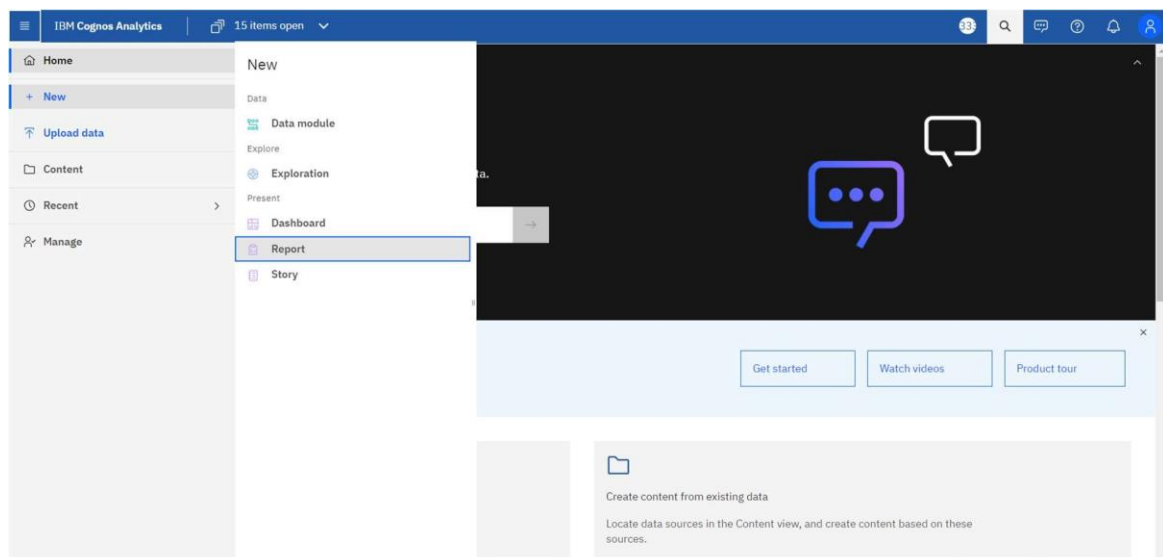 IBM Cognos Analytics
15 items open
33
Home
New
Upload data
Content
Recent
Manage
New
Data
Data module
Explore
Exploration
Present
Dashboard
Report
Story
ta.
Get started
Watch videos
Product tour
Create content from existing data
Locate data sources in the Content view, and create content based on these
sources.